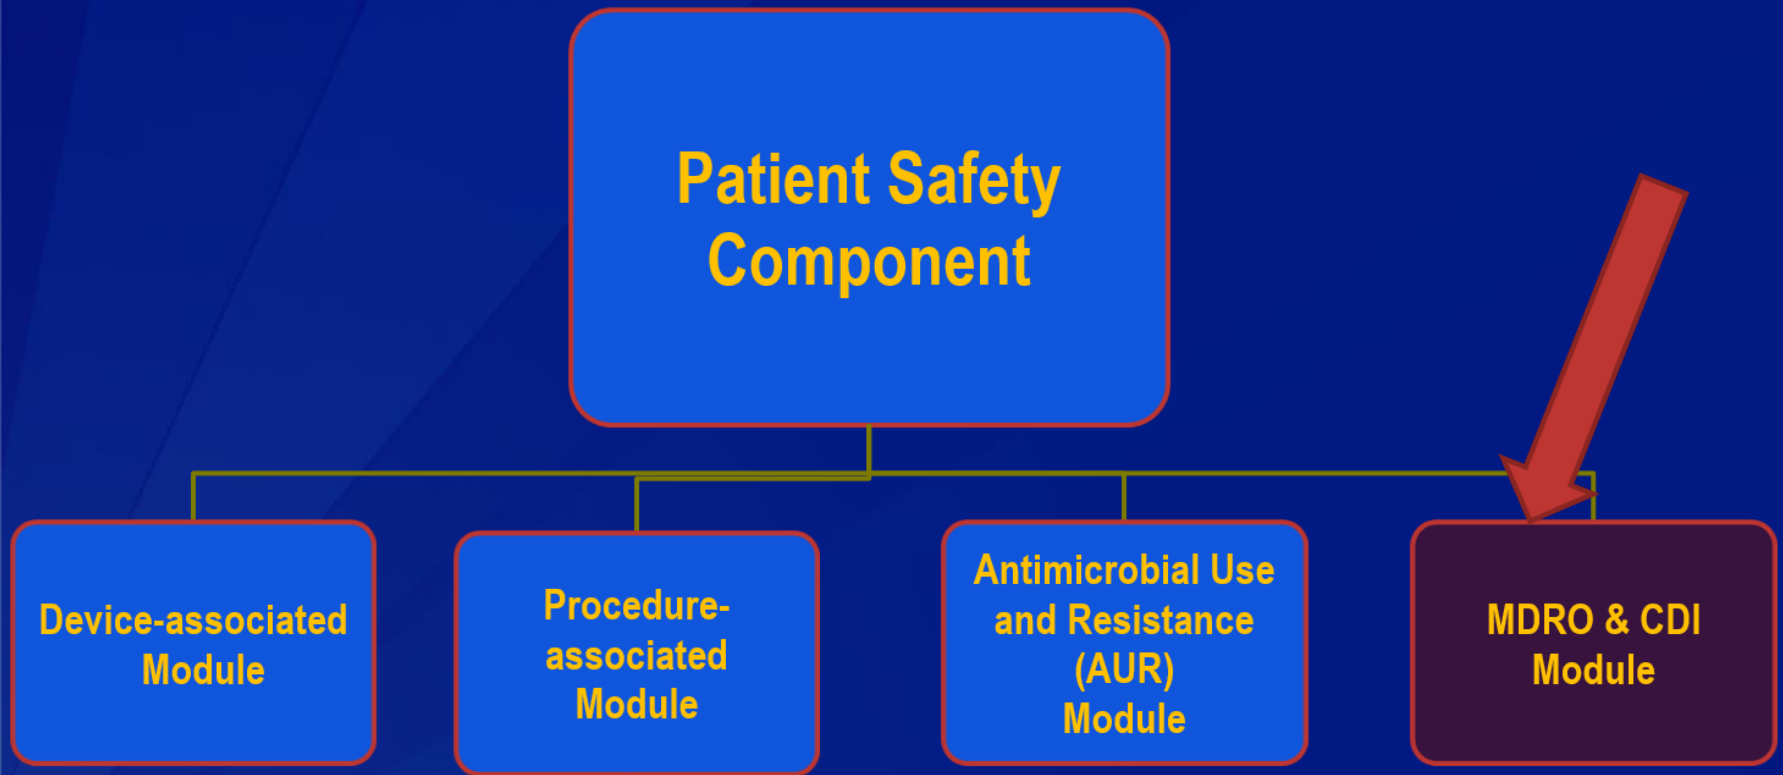 Patient Safety
Component
Device-associated
Module
Procedure-
associated
Module
Antimicrobial Use
and Resistance
(AUR)
Module
MDRO & CDI
Module